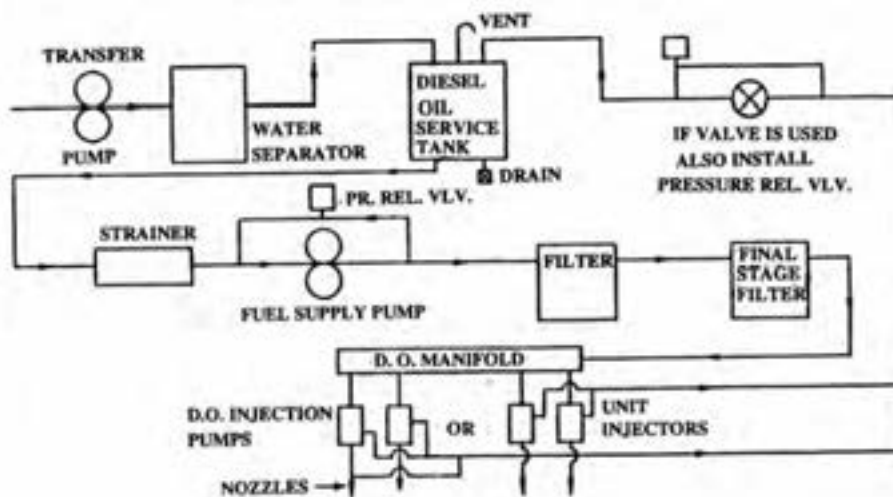 TRANSFER
PUMP
WATER
SEPARATOR
VENT
DIESEL
OIL
SERVICE
TANK
DRAIN
IF VALVE IS USED
ALSO INSTALL
PRESSURE REL. VLV.
PR. REL. VLV.
STRAINER
FUEL SUPPLY PUMP
FILTER
FINAL
STAGE
FILTER
D. O. MANIFOLD
D.O. INJECTION
PUMPS
OR
UNIT
INJECTORS
NOZZLES